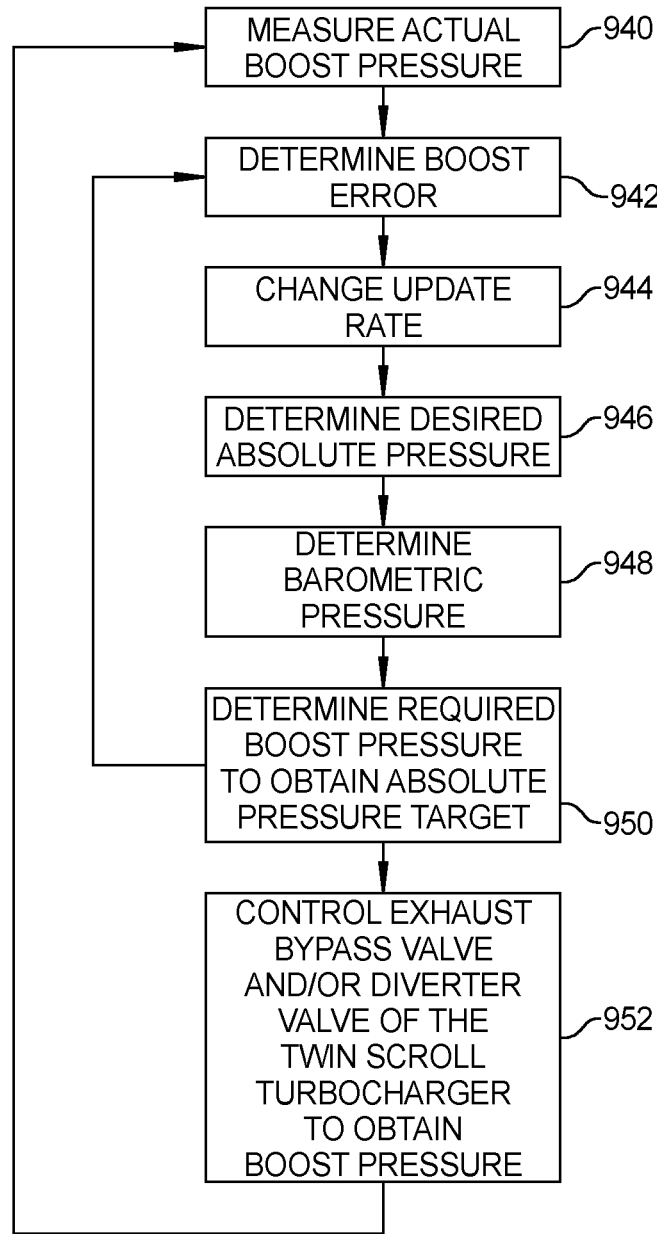 MEASURE ACTUAL
BOOST PRESSURE
940
DETERMINE BOOST
ERROR
942
CHANGE UPDATE
RATE
944
DETERMINE DESIRED
ABSOLUTE PRESSURE
946
DETERMINE
BAROMETRIC
PRESSURE
948
DETERMINE REQUIRED
BOOST PRESSURE
TO OBTAIN ABSOLUTE
PRESSURE TARGET
950
CONTROL EXHAUST
BYPASS VALVE
AND/OR DIVERTER
VALVE OF THE
TWIN SCROLL
TURBOCHARGER
TO OBTAIN
BOOST PRESSURE
952